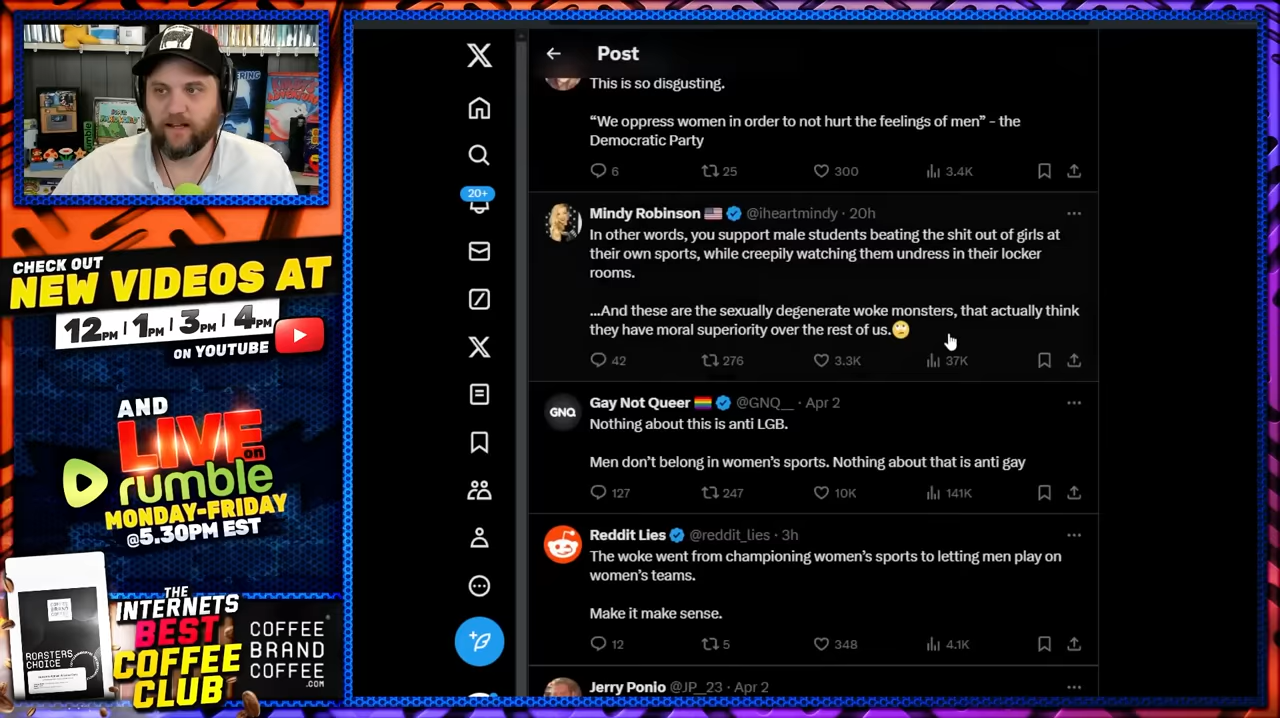 CHECK OUT
NEW VIDEOS AT
12PM | 1PM | 3PM | 4PM
ON YOUTUBE
AND
LIVE on
rumble
MONDAY-FRIDAY
@5.30PM EST
ROASTERS
CHOICE
THE
INTERNETS
BEST
COFFEE
CLUB
COFFEE
BRAND
COFFEE
.COM
20+
Post
This is so disgusting.
“We oppress women in order to not hurt the feelings of men” - the
Democratic Party
6 25 300 3.4K
Mindy Robinson 🇺🇸 @iheartmindy · 20h
In other words, you support male students beating the shit out of girls at
their own sports, while creepily watching them undress in their locker
rooms.
...And these are the sexually degenerate woke monsters, that actually think
they have moral superiority over the rest of us.🙄
42 276 3.3K 37K
GNQ
Gay Not Queer 🏳️‍🌈 @GNQ__ · Apr 2
Nothing about this is anti LGB.
Men don’t belong in women’s sports. Nothing about that is anti gay
127 247 10K 141K
Reddit Lies @reddit_lies · 3h
The woke went from championing women’s sports to letting men play on
women’s teams.
Make it make sense.
12 5 348 4.1K
Jerry Ponio @JP__23 · Apr 2